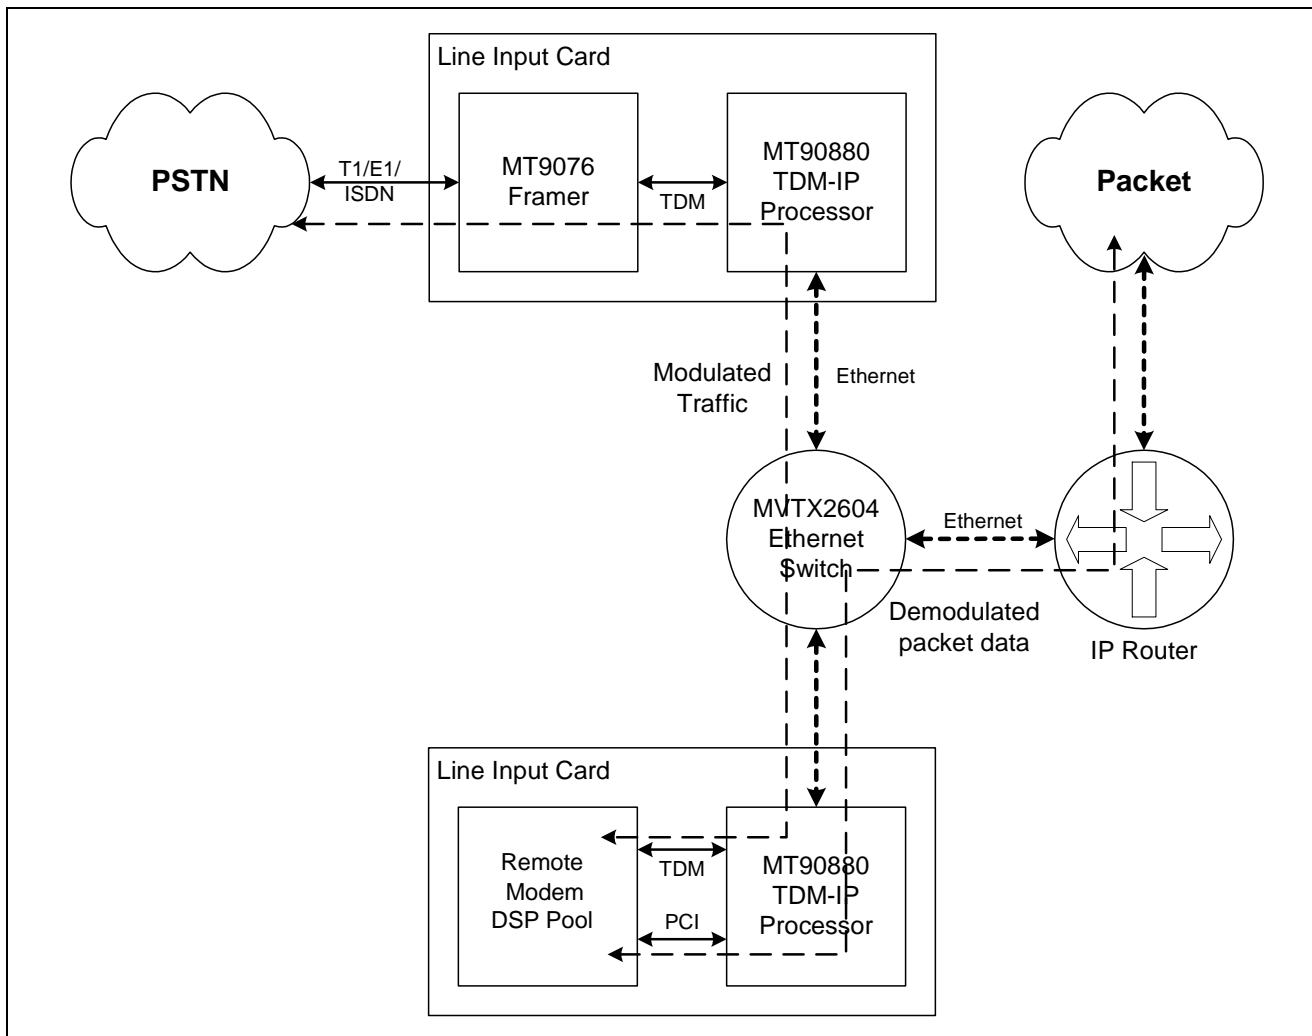 Line Input Card
PSTN
T1/E1/
ISDN
MT9076
Framer
TDM
MT90880
TDM-IP
Processor
Packet
Modulated
Traffic
Ethernet
MVTX2604
Ethernet
Switch
Ethernet
Demodulated
packet data
IP Router
Line Input Card
Remote
Modem
DSP Pool
TDM
PCI
MT90880
TDM-IP
Processor